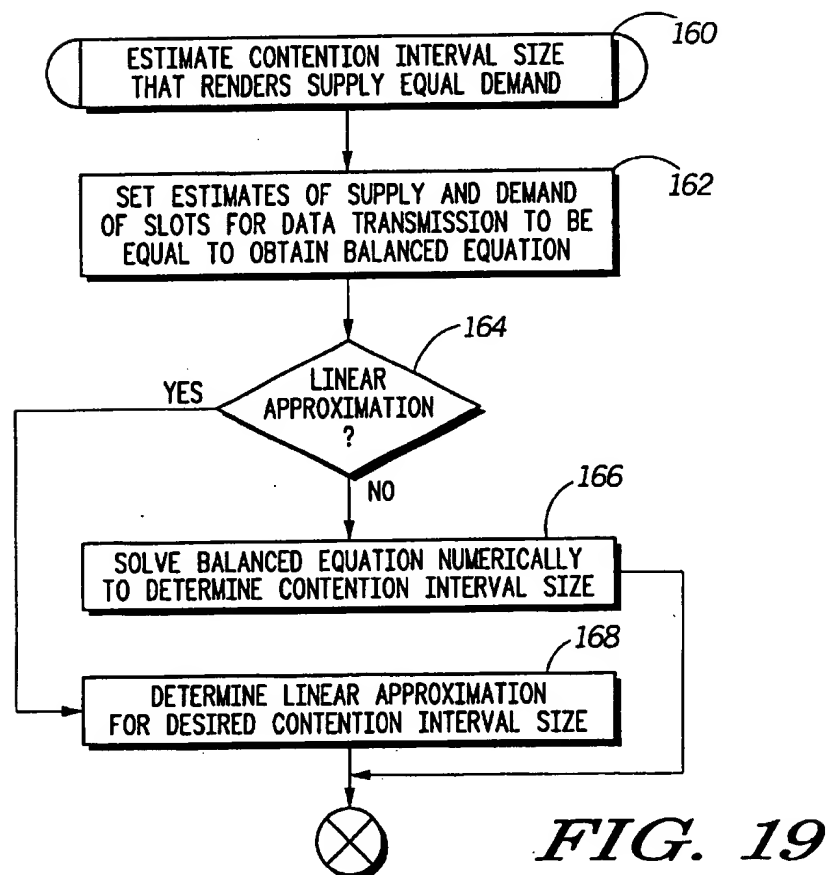 160
ESTIMATE CONTENTION INTERVAL SIZE
THAT RENDERS SUPPLY EQUAL DEMAND
162
SET ESTIMATES OF SUPPLY AND DEMAND
OF SLOTS FOR DATA TRANSMISSION TO BE
EQUAL TO OBTAIN BALANCED EQUATION
164
YES
LINEAR
APPROXIMATION
?
NO
166
SOLVE BALANCED EQUATION NUMERICALLY
TO DETERMINE CONTENTION INTERVAL SIZE
168
DETERMINE LINEAR APPROXIMATION
FOR DESIRED CONTENTION INTERVAL SIZE
FIG. 19